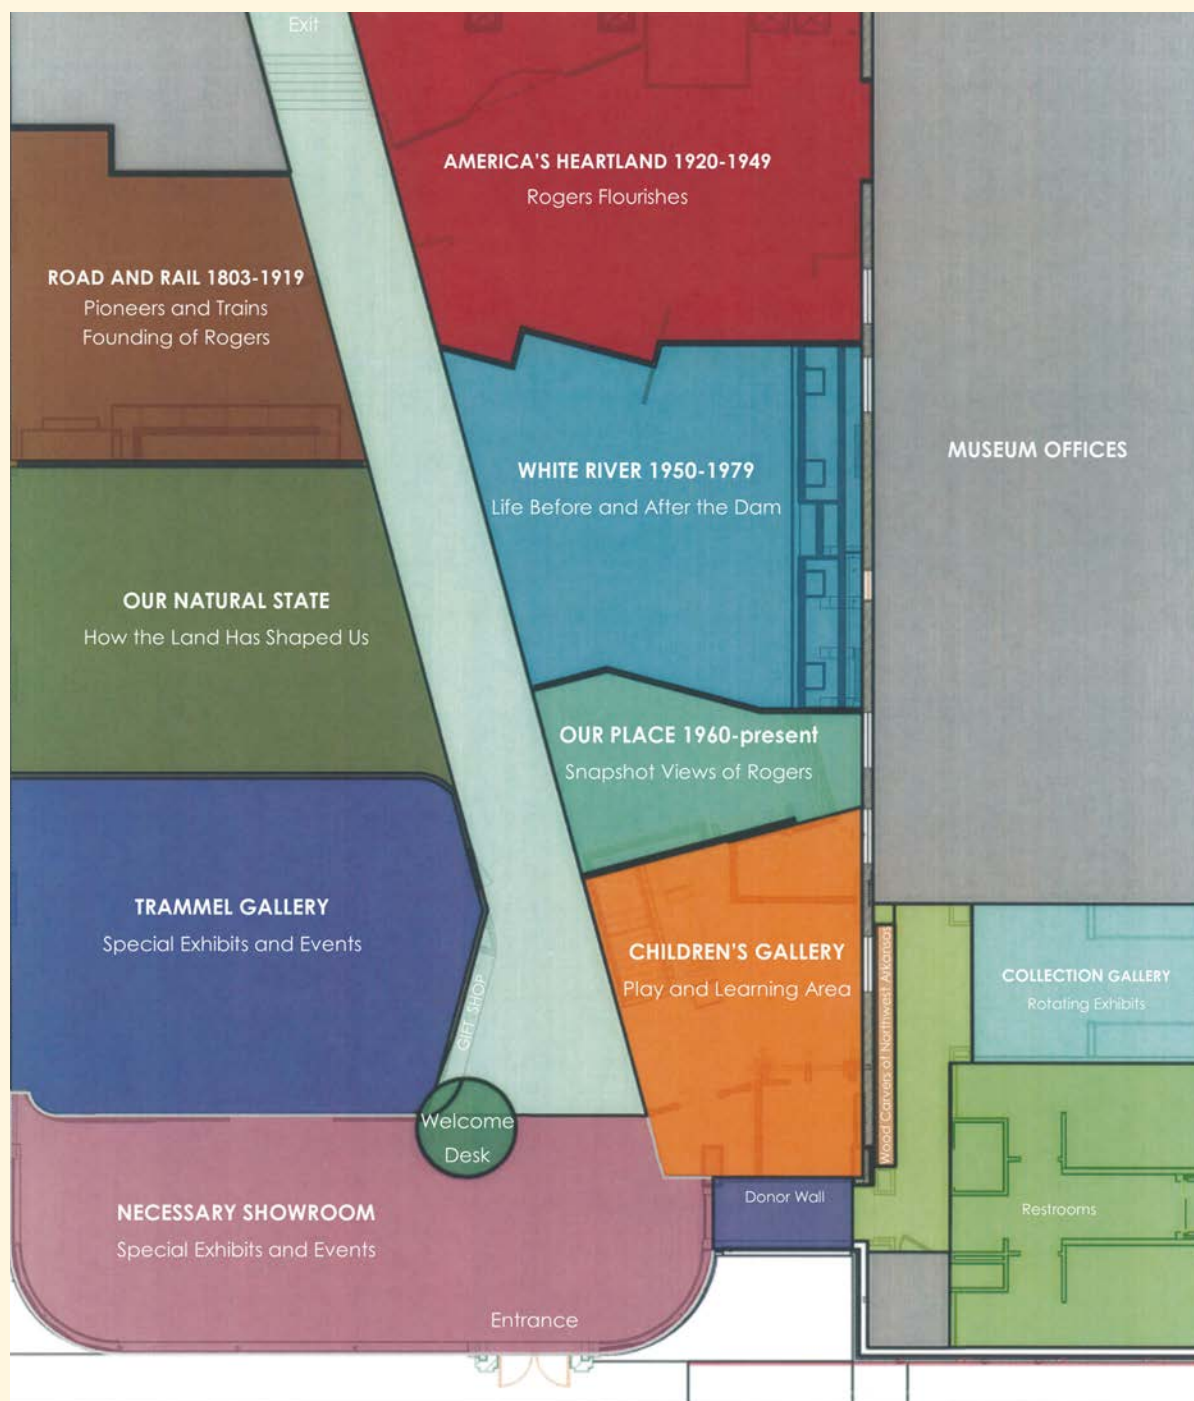 Exit
AMERICA'S HEARTLAND 1920-1949
Rogers Flourishes
ROAD AND RAIL 1803-1919
Pioneers and Trains
Founding of Rogers
MUSEUM OFFICES
WHITE RIVER 1950-1979
Life Before and After the Dam
OUR NATURAL STATE
How the Land Has Shaped Us
OUR PLACE 1960-present
Snapshot Views of Rogers
TRAMMEL GALLERY
Special Exhibits and Events
GIFT SHOP
CHILDREN'S GALLERY
Play and Learning Area
Wood Carvers of Northwest Arkansas
COLLECTION GALLERY
Rotating Exhibits
Welcome
Desk
NECESSARY SHOWROOM
Special Exhibits and Events
Donor Wall
Restrooms
Entrance